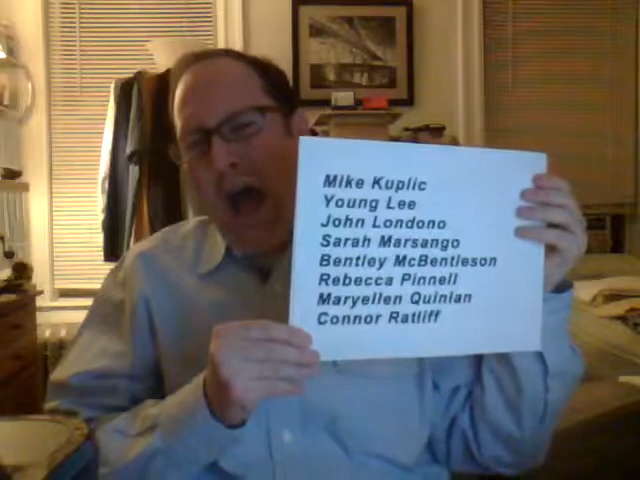 Mike Kuplic
Young Lee
John Londono
Sarah Marsango
Bentley McBentleson
Rebecca Pinnell
Maryellen Quinlan
Connor Ratliff